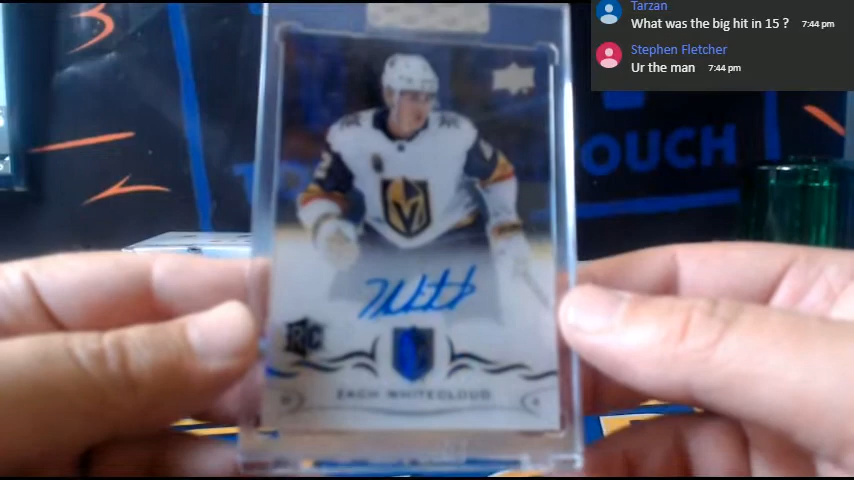 Tarzan
What was the big hit in 15 ? 7:44 pm
Stephen Fletcher
Ur the man 7:44 pm
OUCH
RC
ZACH WHITECLOUD